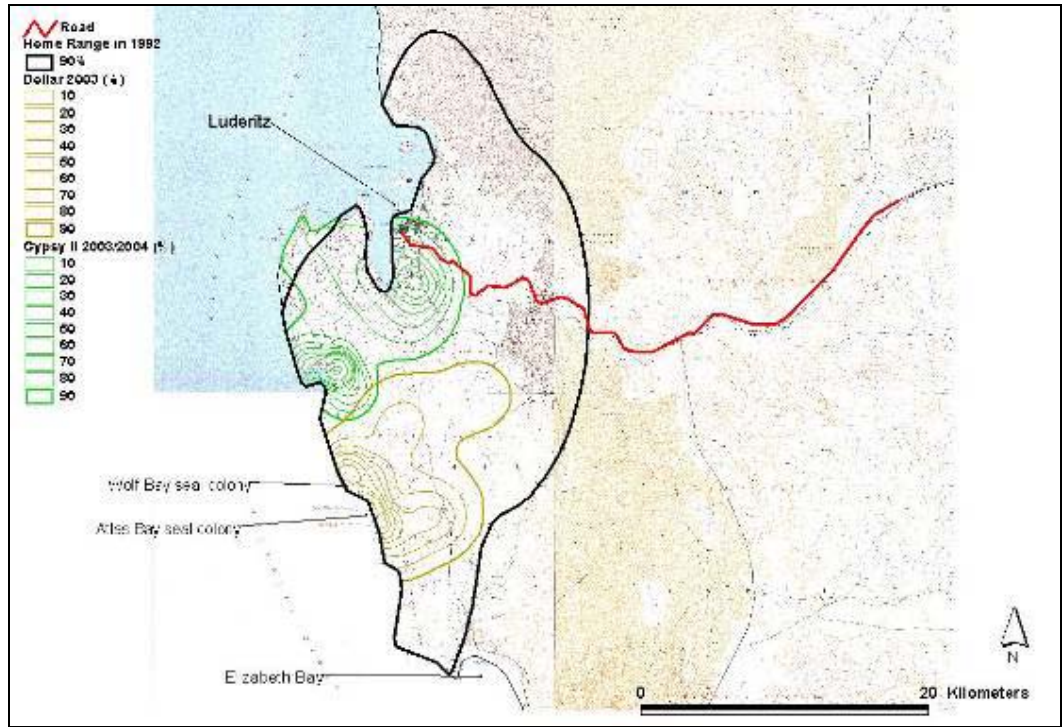 Road
Home Range in 1992
90%
Dollar 2003 (%)
10
20
30
40
50
60
70
80
90
Gypsy II 2003/2004 (%)
10
20
30
40
50
60
70
80
90
Luderitz
Wolf Bay seal colony
Atlas Bay seal colony
Elizabeth Bay
N
0 20 Kilometers